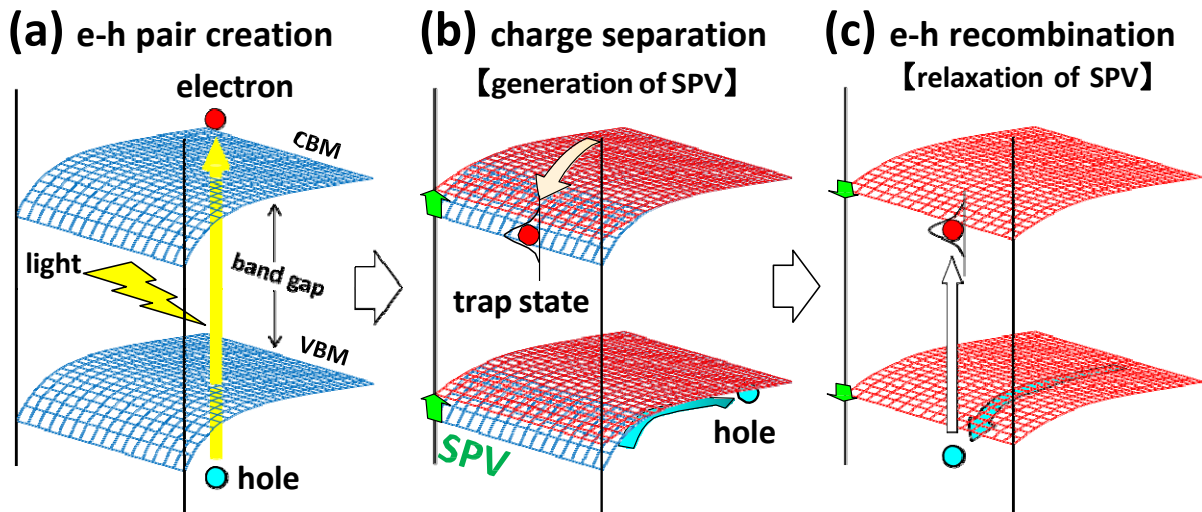 (a) e-h pair creation
electron
CBM
light
band gap
VBM
hole
(b) charge separation
【generation of SPV】
trap state
SPV
hole
(c) e-h recombination
【relaxation of SPV】